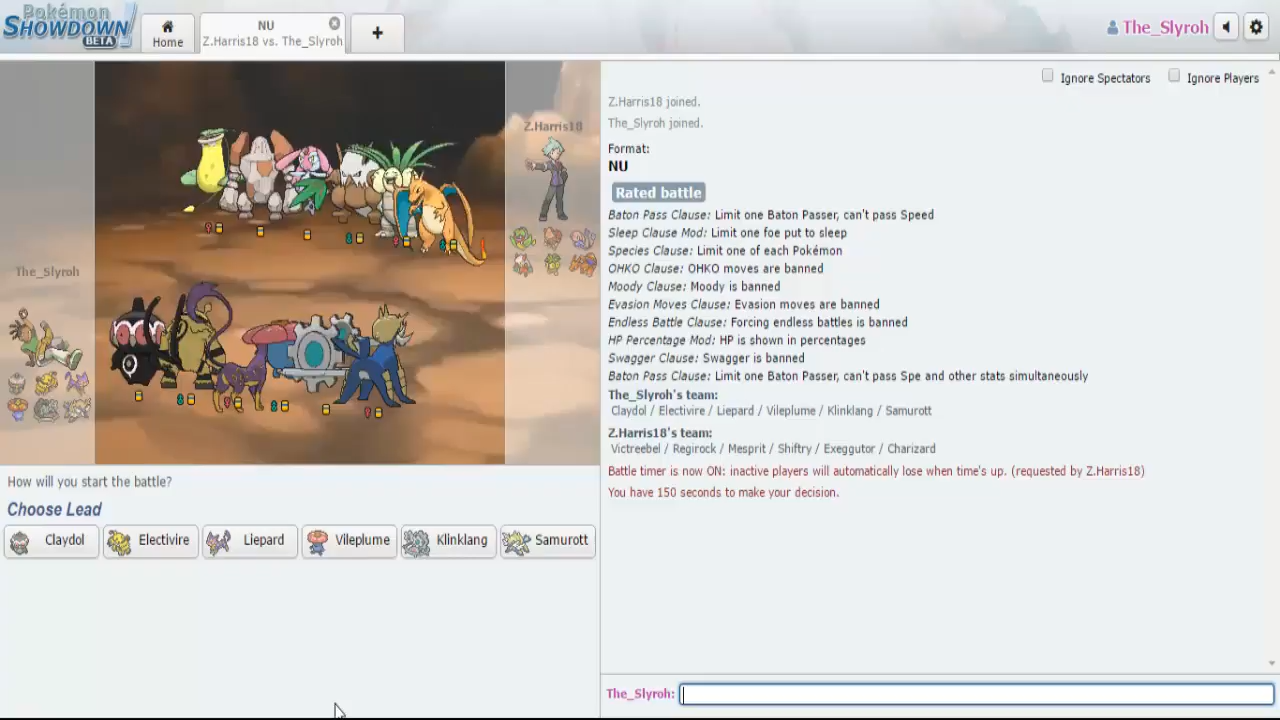 Pokémon
SHOWDOWN
BETA
Home
NU
Z.Harris18 vs. The_Slyroh
+
The_Slyroh
Z.Harris18
The_Slyroh
How will you start the battle?
Choose Lead
Claydol
Electivire
Liepard
Vileplume
Klinklang
Samurott
Ignore Spectators
Ignore Players
Z.Harris18 joined.
The_Slyroh joined.
Format:
NU
Rated battle
Baton Pass Clause: Limit one Baton Passer, can't pass Speed
Sleep Clause Mod: Limit one foe put to sleep
Species Clause: Limit one of each Pokémon
OHKO Clause: OHKO moves are banned
Moody Clause: Moody is banned
Evasion Moves Clause: Evasion moves are banned
Endless Battle Clause: Forcing endless battles is banned
HP Percentage Mod: HP is shown in percentages
Swagger Clause: Swagger is banned
Baton Pass Clause: Limit one Baton Passer, can't pass Spe and other stats simultaneously
The_Slyroh's team:
Claydol / Electivire / Liepard / Vileplume / Klinklang / Samurott
Z.Harris18's team:
Victreebel / Regirock / Mesprit / Shiftry / Exeggutor / Charizard
Battle timer is now ON: inactive players will automatically lose when time's up. (requested by Z.Harris18)
You have 150 seconds to make your decision.
The_Slyroh: